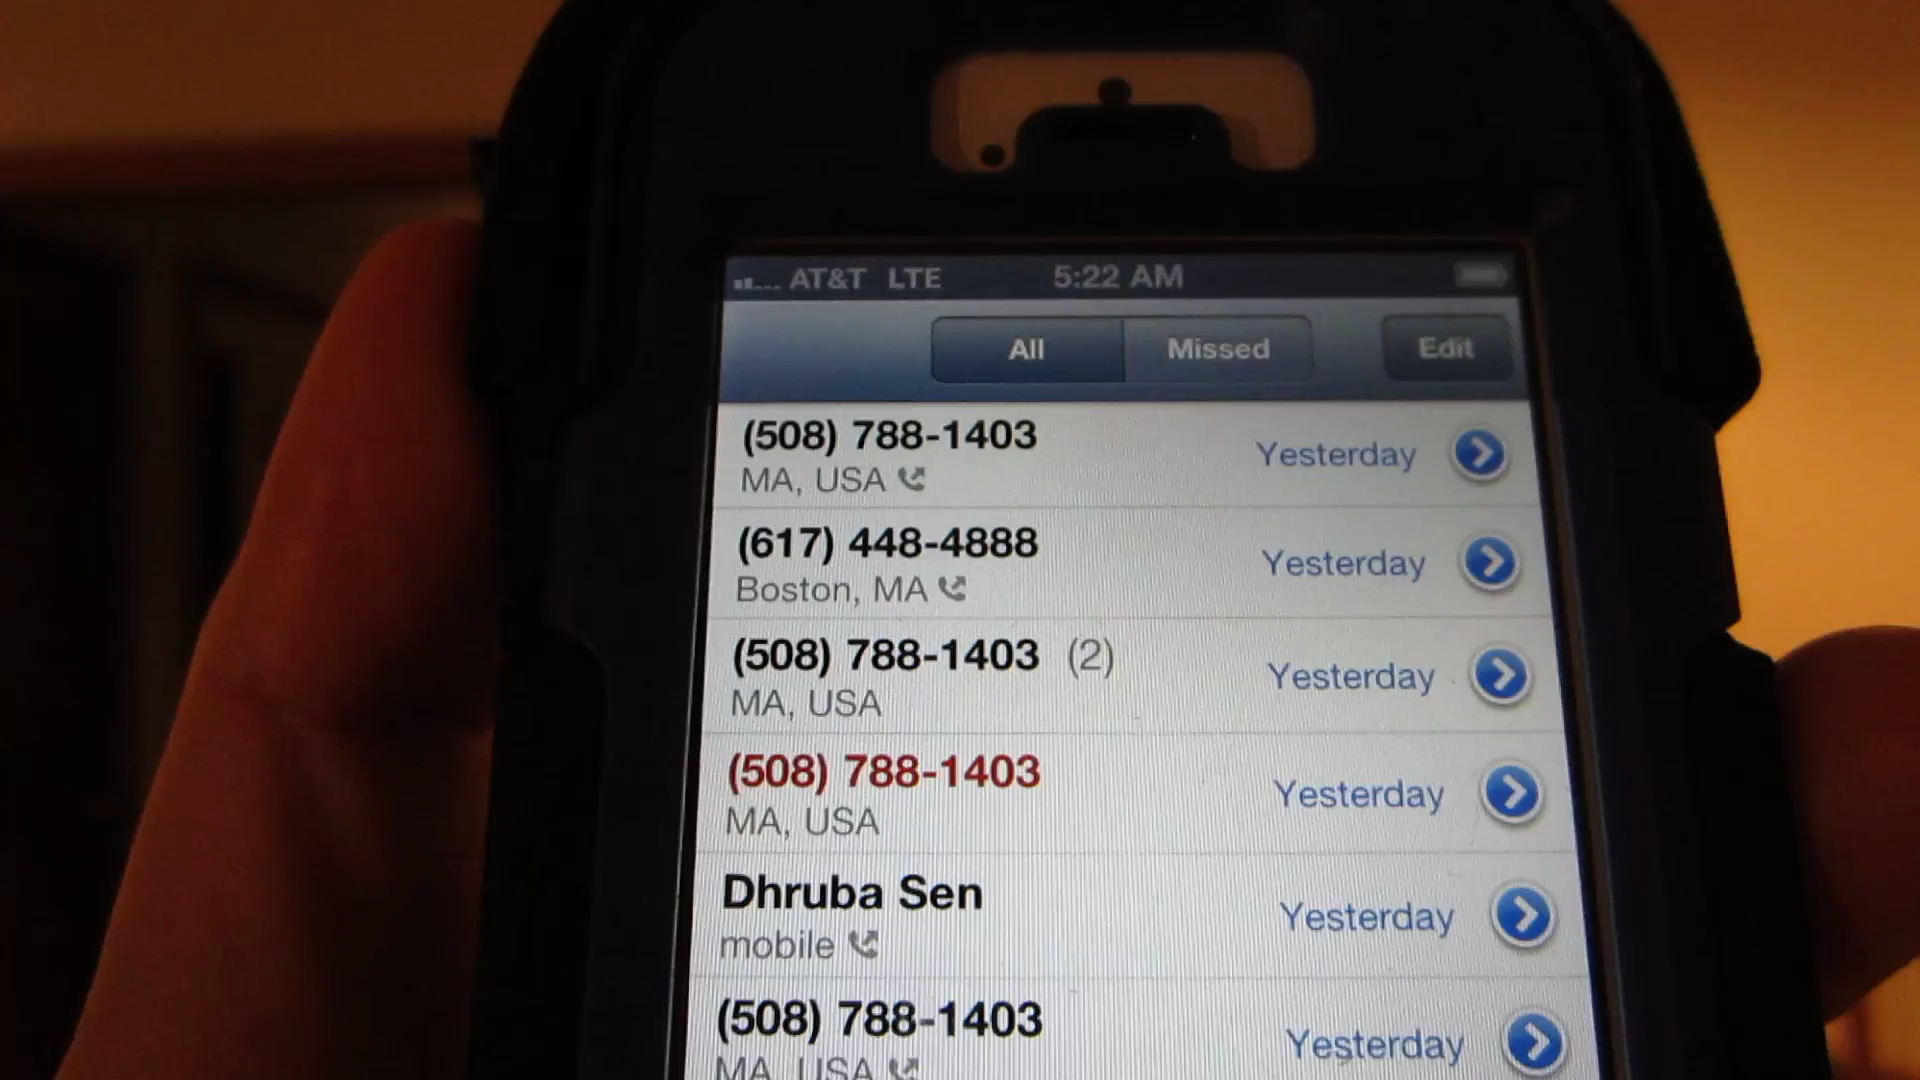 AT&T LTE 5:22 AM
All Missed Edit
(508) 788-1403 Yesterday
MA, USA
(617) 448-4888 Yesterday
Boston, MA
(508) 788-1403 (2) Yesterday
MA, USA
(508) 788-1403 Yesterday
MA, USA
Dhruba Sen Yesterday
mobile
(508) 788-1403 Yesterday
MA, USA